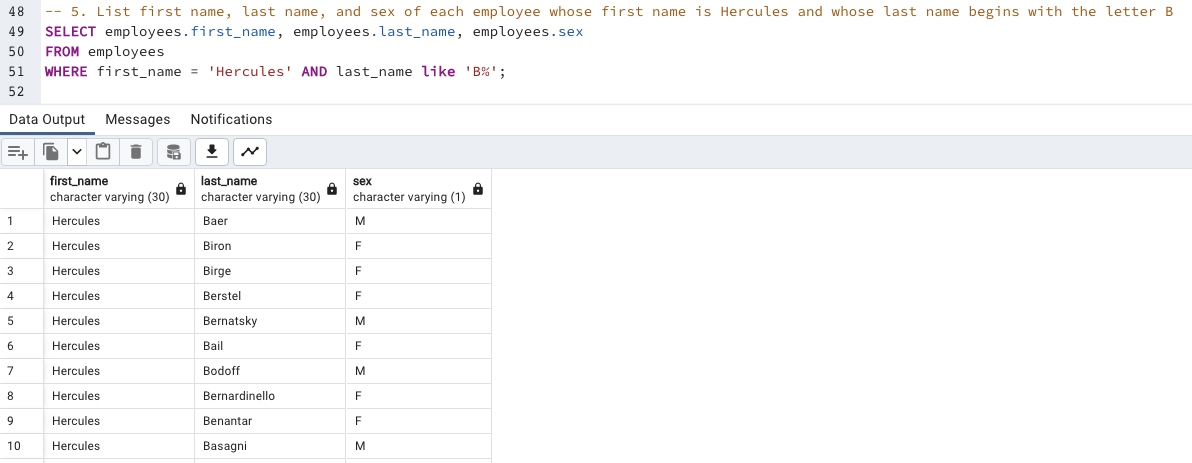 48 -- 5. List first name, last name, and sex of each employee whose first name is Hercules and whose last name begins with the letter B
49 SELECT employees.first_name, employees.last_name, employees.sex
50 FROM employees
51 WHERE first_name = 'Hercules' AND last_name like 'B%';
52
Data Output Messages Notifications
first_name last_name sex
character varying (30) character varying (30) character varying (1)
1 Hercules Baer M
2 Hercules Biron F
3 Hercules Birge F
4 Hercules Berstel F
5 Hercules Bernatsky M
6 Hercules Bail F
7 Hercules Bodoff M
8 Hercules Bernardinello F
9 Hercules Benantar F
10 Hercules Basagni M